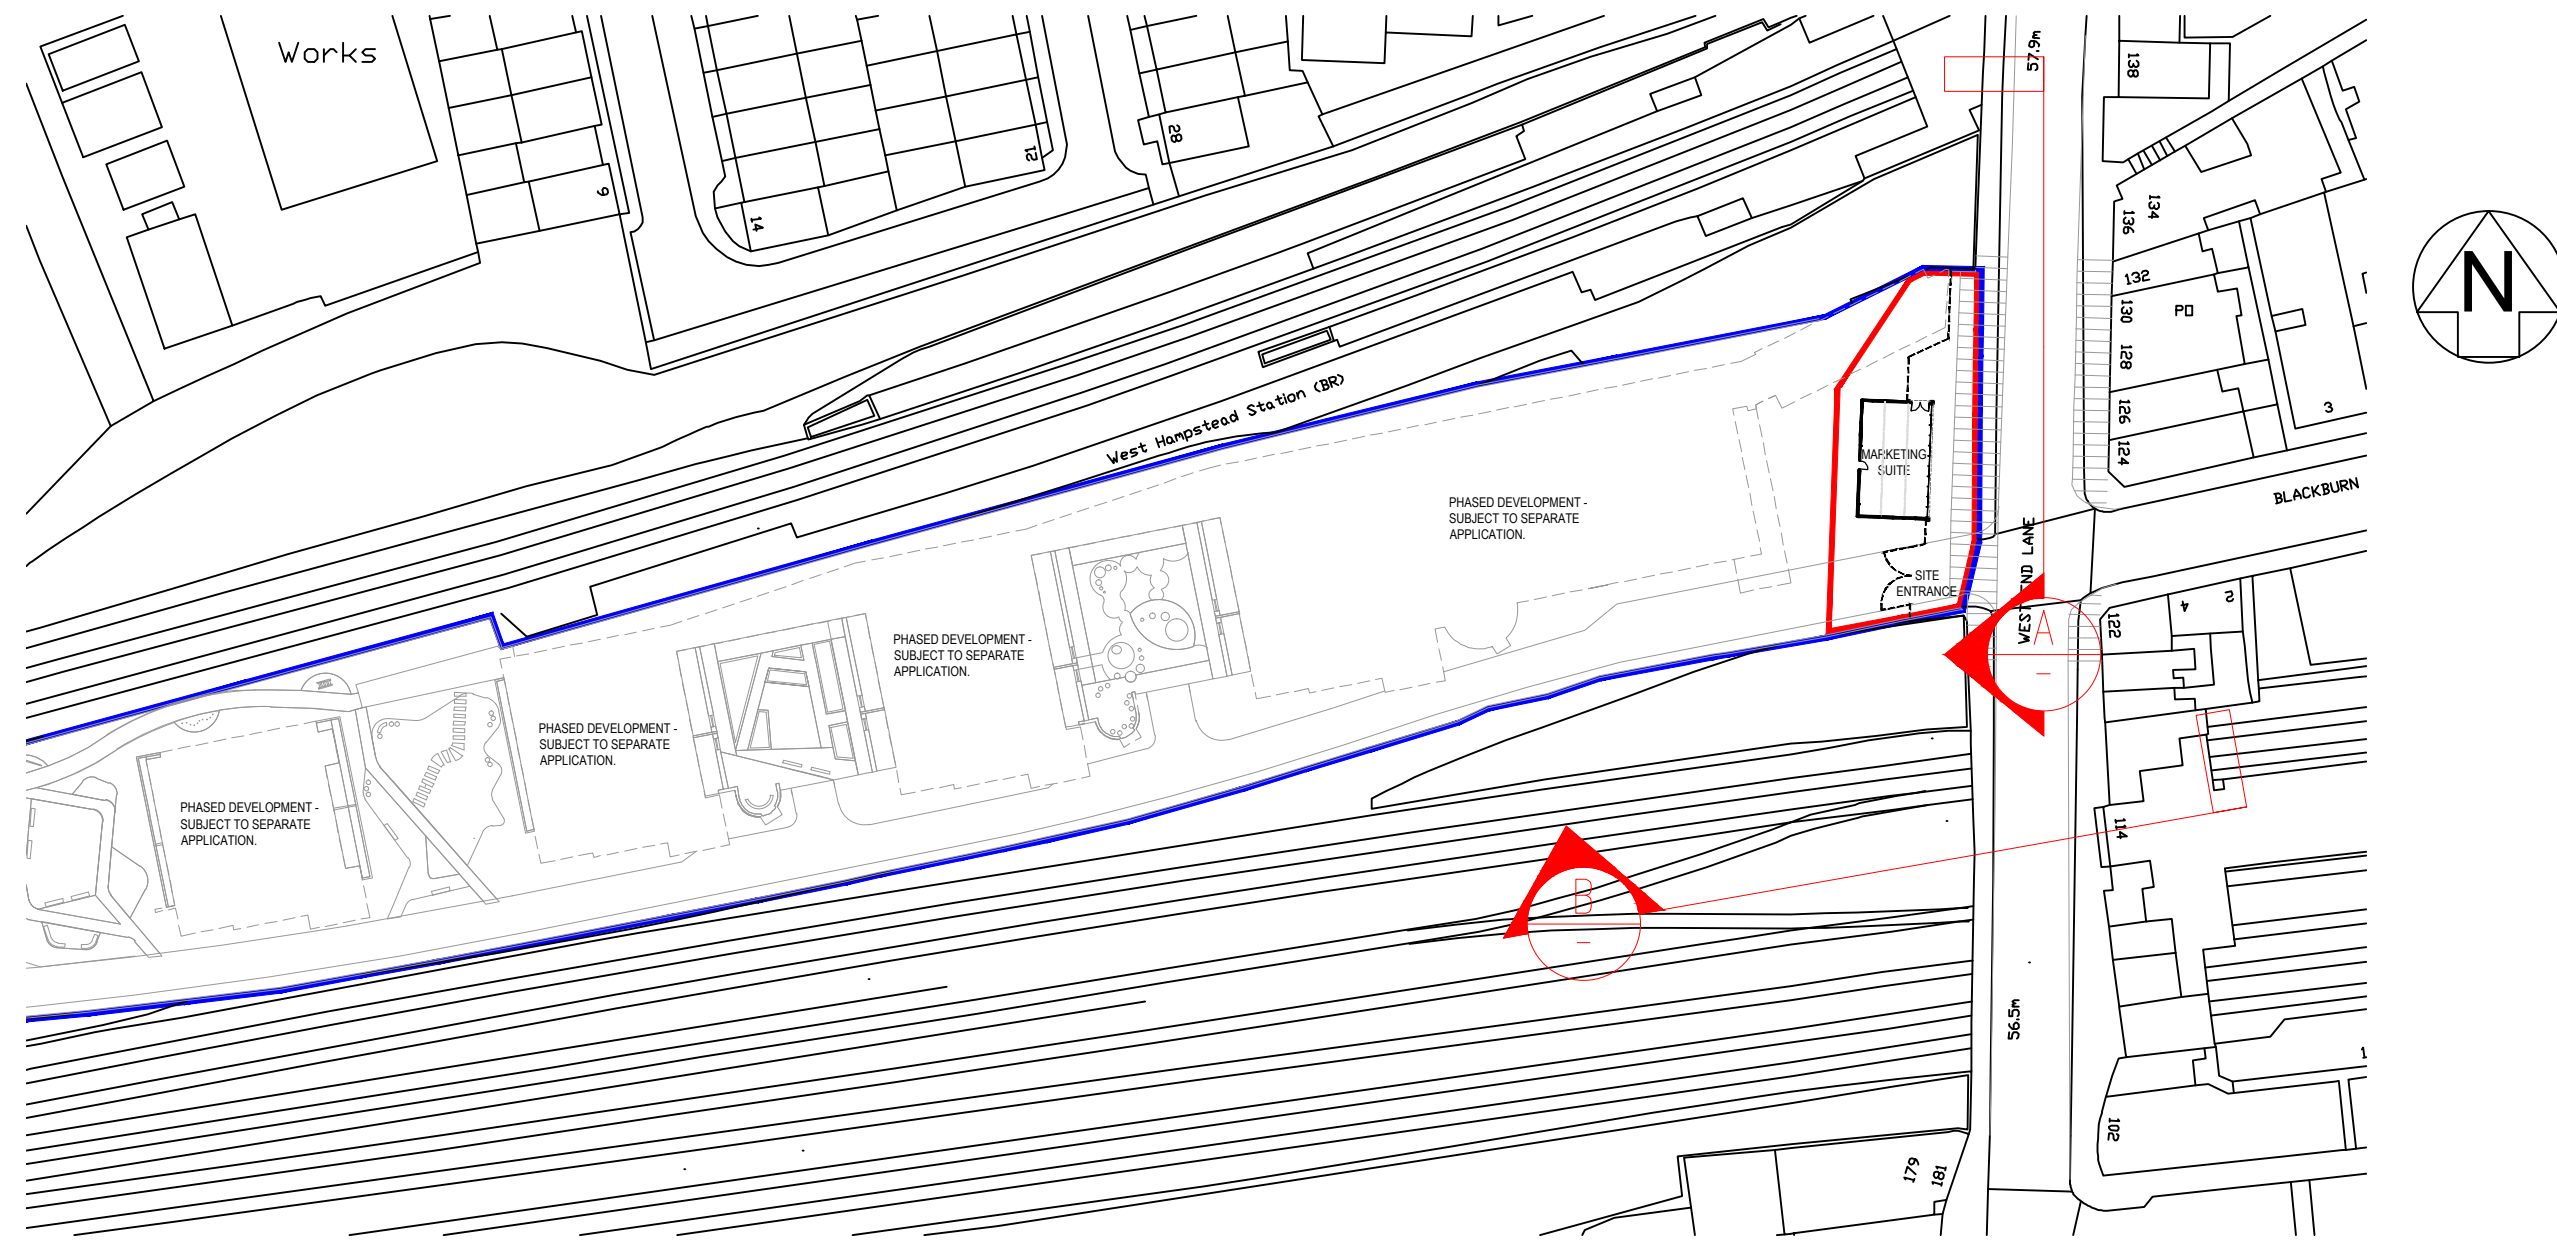 Works
57.9m
138
28
12
9
14
134
136
132
130
PO
128
126
3
124
N
West Hampstead Station (BR)
MARKETING
SUITE
BLACKBURN
PHASED DEVELOPMENT -
SUBJECT TO SEPARATE
APPLICATION.
WEST END LANE
SITE
ENTRANCE
2
4
122
A
PHASED DEVELOPMENT -
SUBJECT TO SEPARATE
APPLICATION.
PHASED DEVELOPMENT -
SUBJECT TO SEPARATE
APPLICATION.
PHASED DEVELOPMENT -
SUBJECT TO SEPARATE
APPLICATION.
114
B
56.5m
1
102
179
181